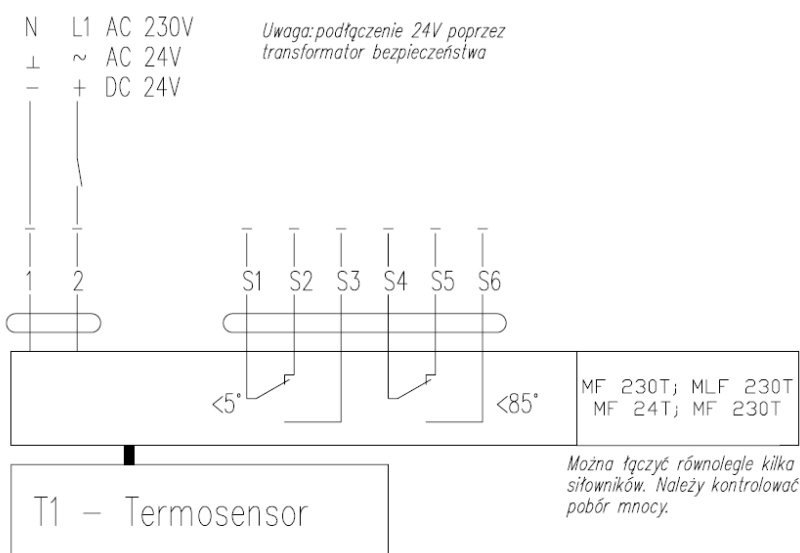 N L1 AC 230V
⊥ ~ AC 24V
− + DC 24V
Uwaga:podłączenie 24V poprzez
transformator bezpieczeństwa
1 2 S1 S2 S3 S4 S5 S6
<5° <85°
MF 230T; MLF 230T
MF 24T; MF 230T
Można łączyć równolegle kilka
siłowników. Należy kontrolować
pobór mnocy.
T1 − Termosensor